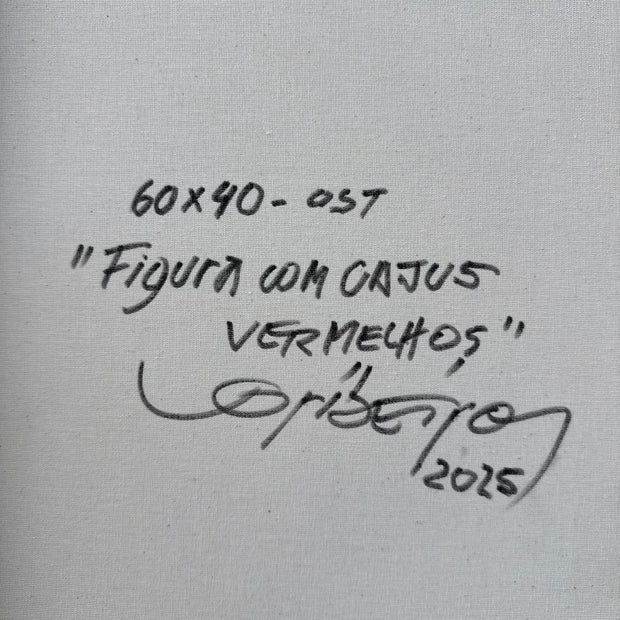 60x40 - OST
"FigurA COM CAJUS
VERMELHOS"
2025